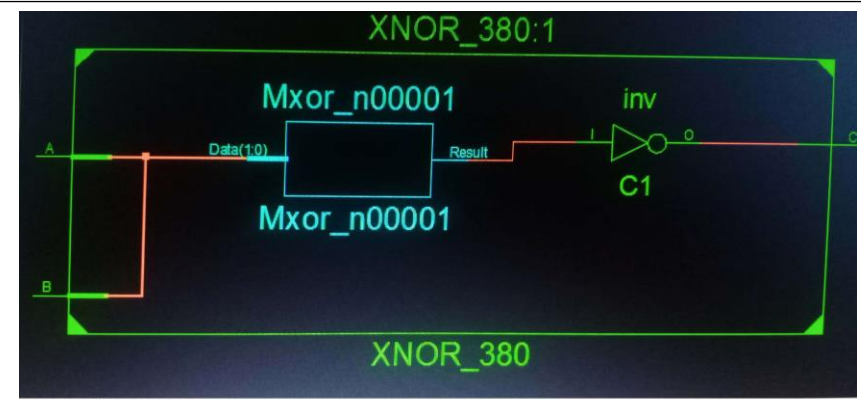 XNOR_380:1
Mxor_n00001
inv
A
Data(1:0)
Result
I
O
C
Mxor_n00001
C1
B
XNOR_380